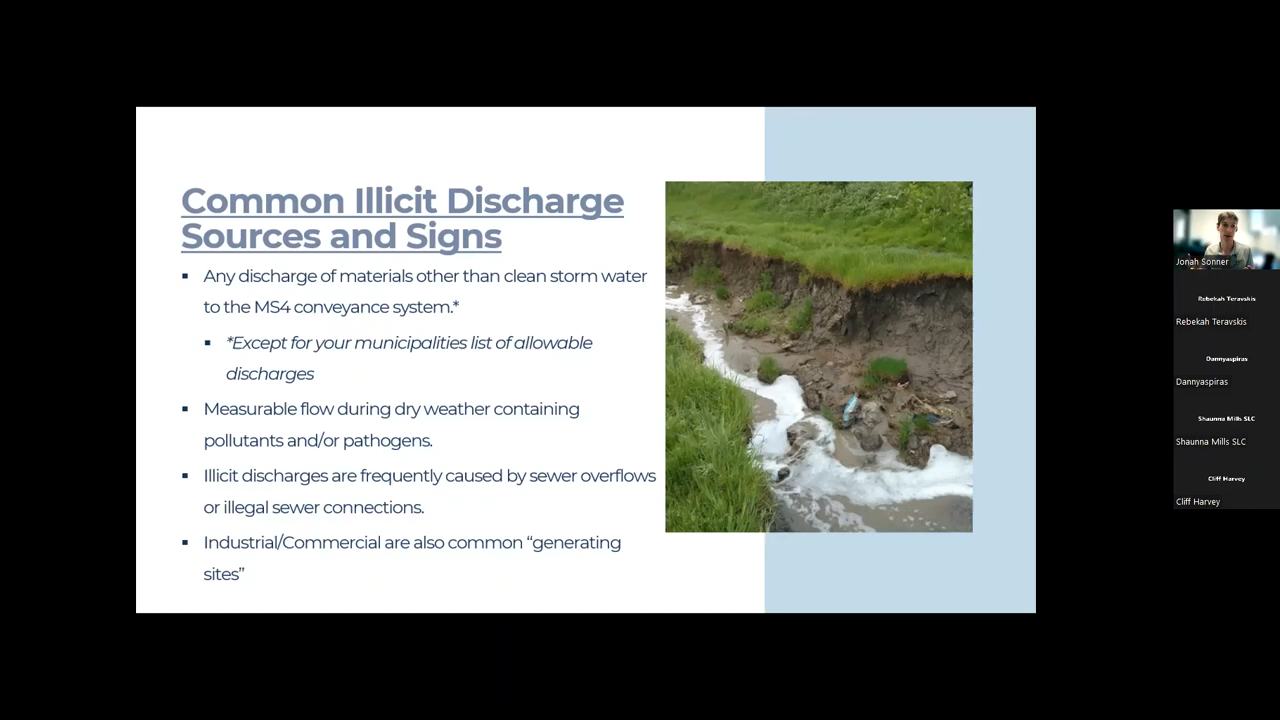 Common Illicit Discharge
Sources and Signs
▪ Any discharge of materials other than clean storm water
to the MS4 conveyance system.*
▪ *Except for your municipalities list of allowable
discharges
▪ Measurable flow during dry weather containing
pollutants and/or pathogens.
▪ Illicit discharges are frequently caused by sewer overflows
or illegal sewer connections.
▪ Industrial/Commercial are also common “generating
sites”
Jonah Sonner
Rebekah Teravskis
Rebekah Teravskis
Dannyaspiras
Dannyaspiras
Shaunna Mills SLC
Shaunna Mills SLC
Cliff Harvey
Cliff Harvey